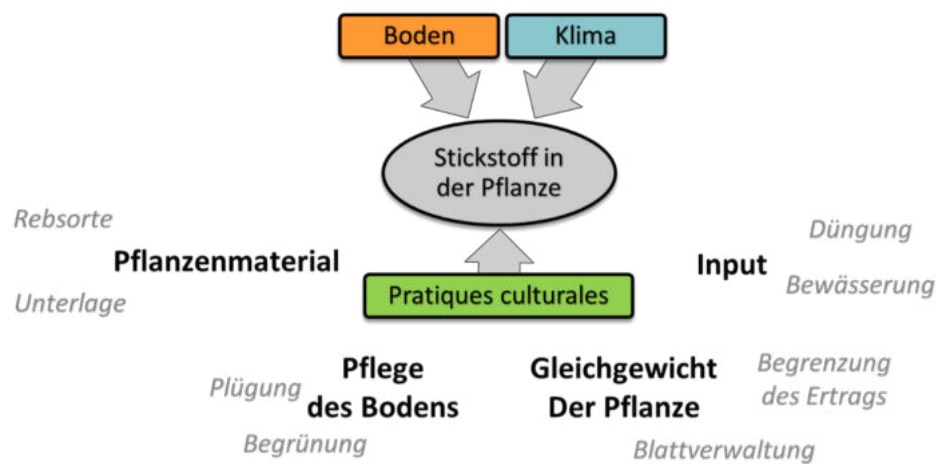 Boden
Klima
Stickstoff in
der Pflanze
Rebsorte
Pflanzenmaterial
Unterlage
Düngung
Input
Bewässerung
Pratiques culturales
Plügung
Pflege
des Bodens
Begrünung
Gleichgewicht
Der Pflanze
Begrenzung
des Ertrags
Blattverwaltung